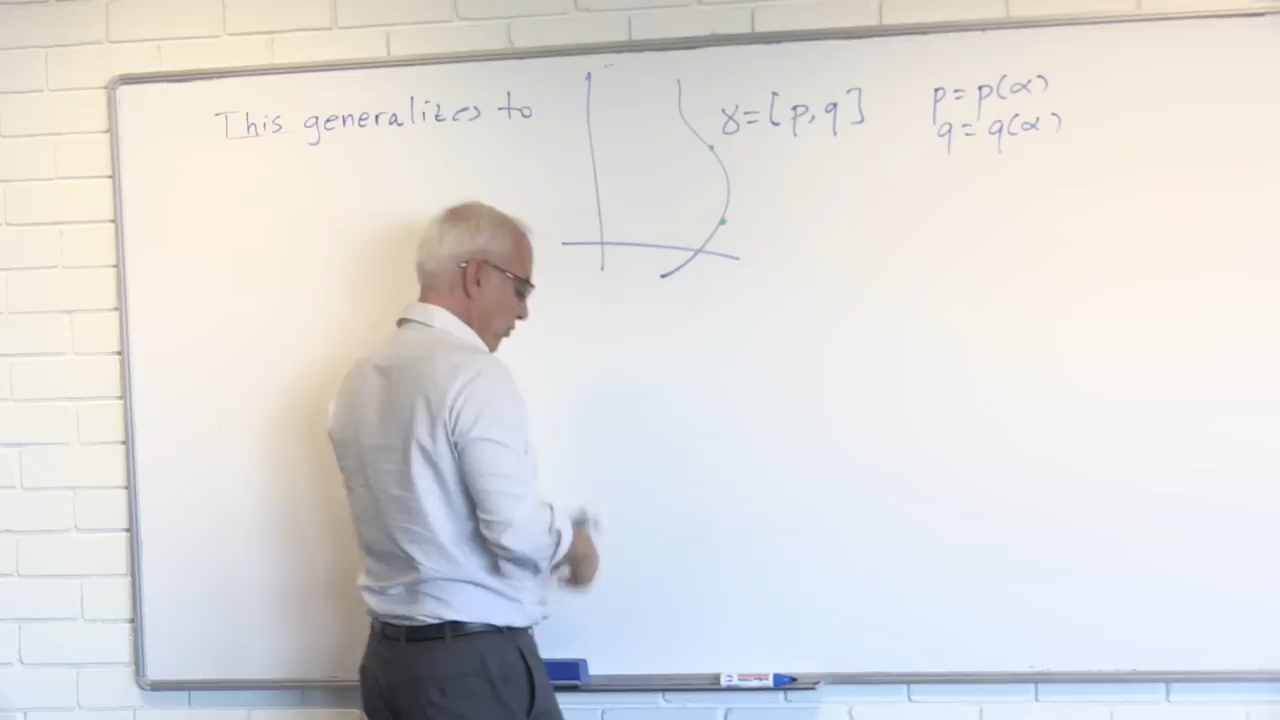 This generalizes to
γ=[p,q]
p=p(α)
q=q(α)